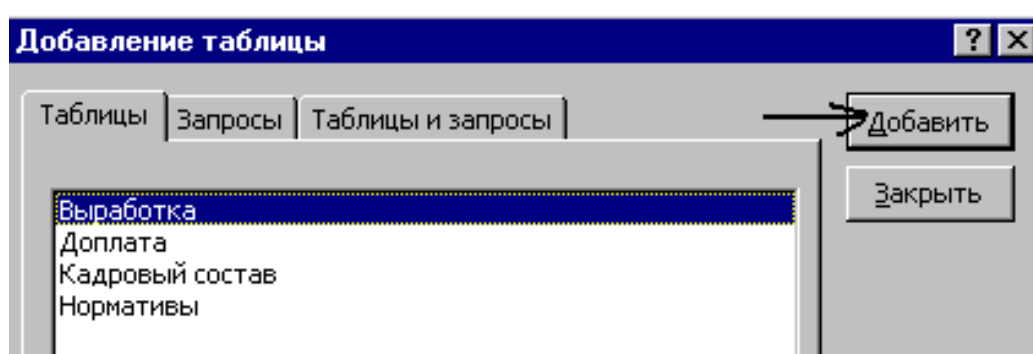 Добавление таблицы
Таблицы Запросы Таблицы и запросы
Добавить
Закрыть
Выработка
Доплата
Кадровый состав
Нормативы